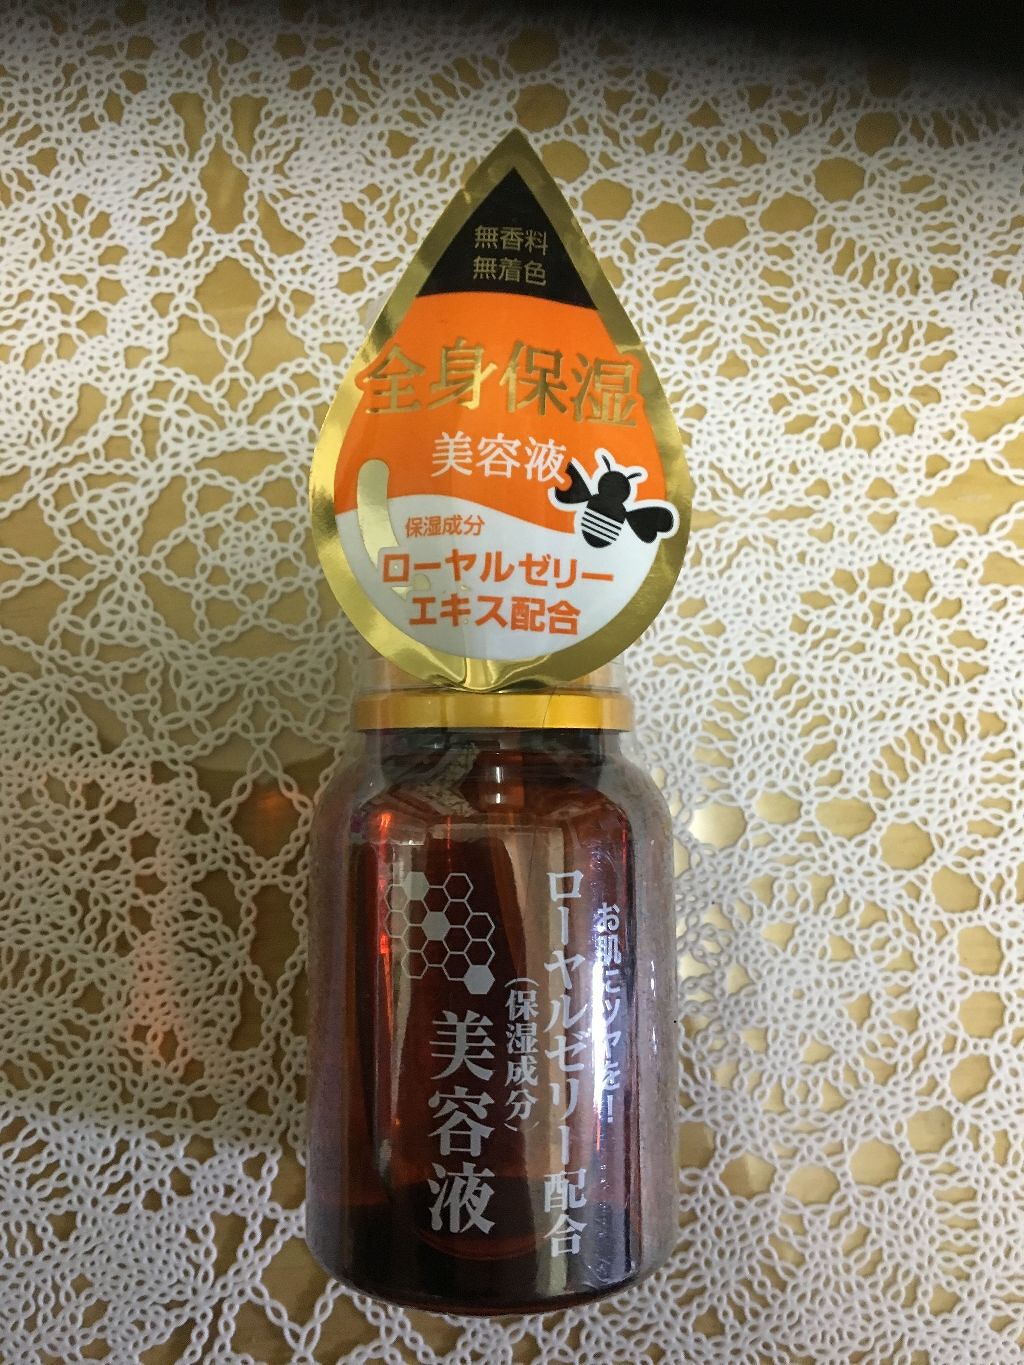 無香料
無着色
全身保湿
美容液
保湿成分
ローヤルゼリー
エキス配合
お肌にツヤを！
ローヤルゼリー配合
（保湿成分）
美容液